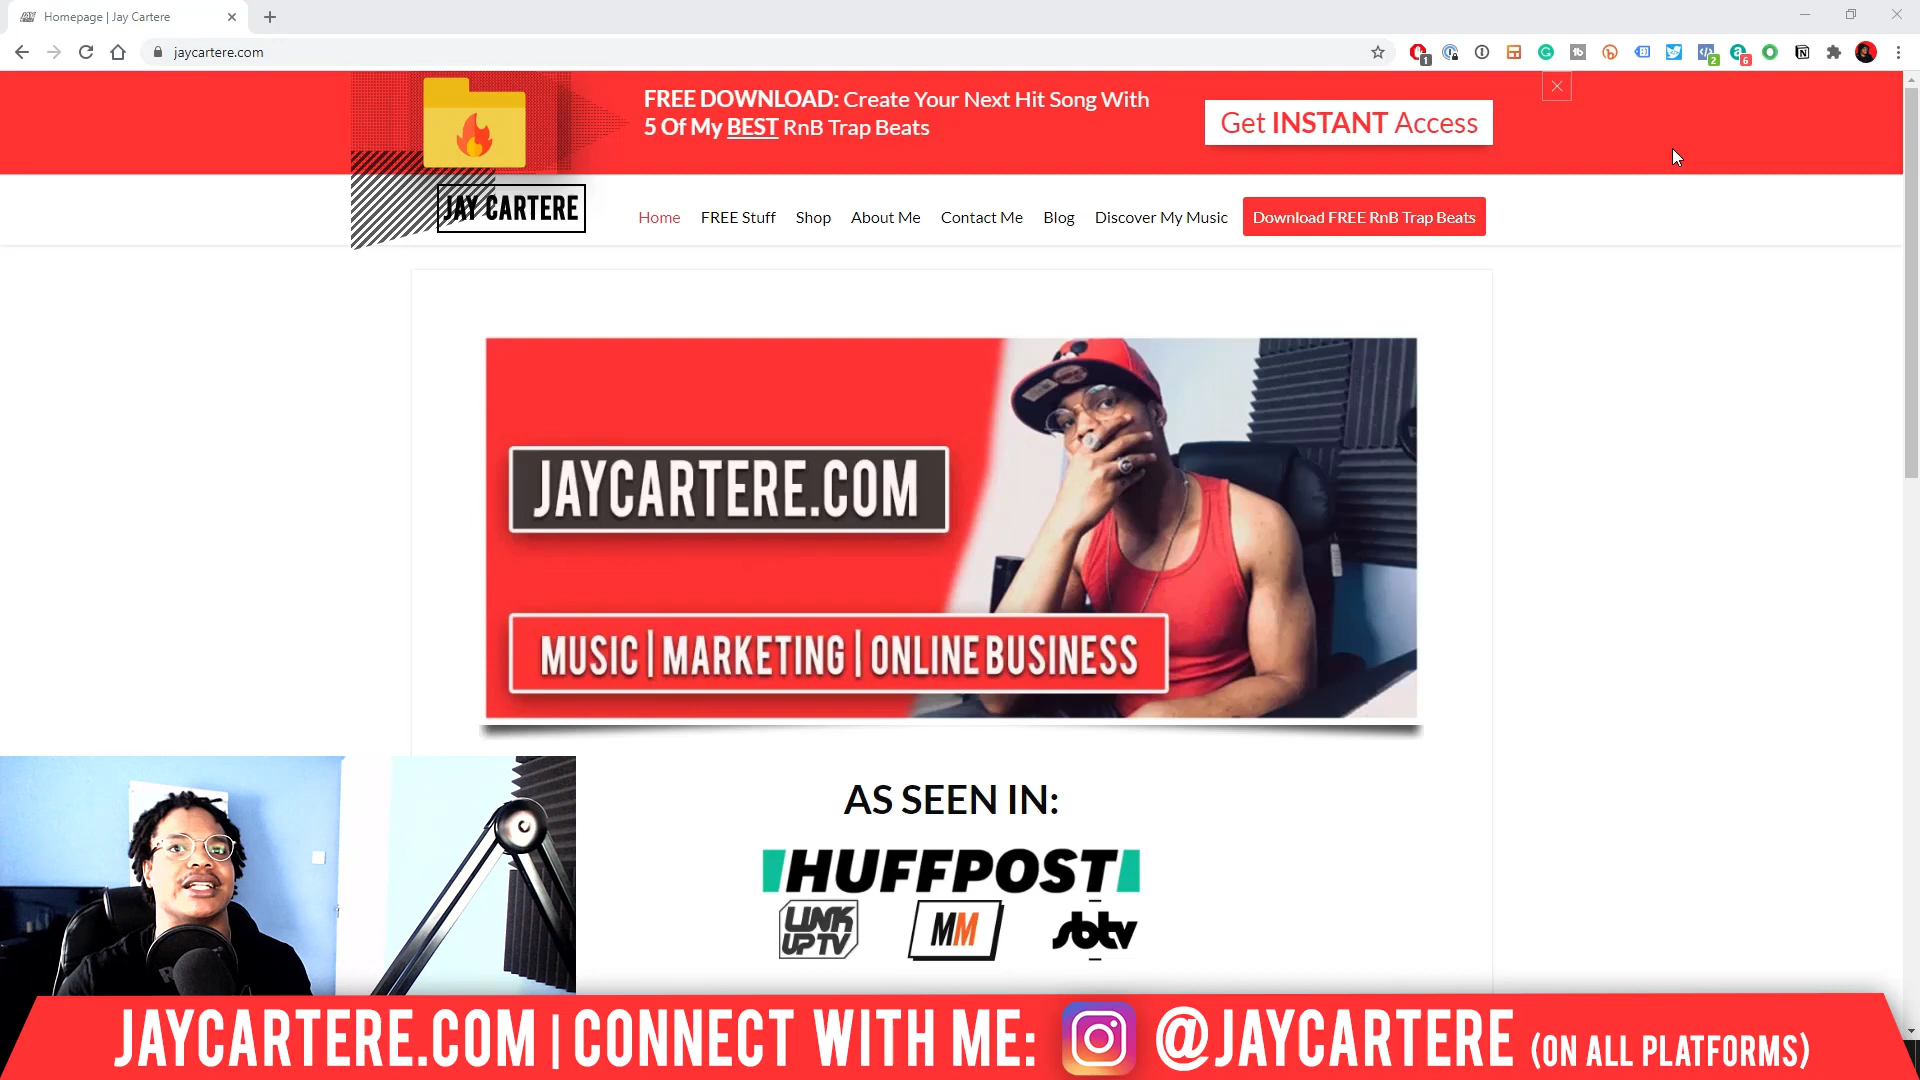 Homepage | Jay Cartere
jaycartere.com
1
2
6
FREE DOWNLOAD: Create Your Next Hit Song With
5 Of My BEST RnB Trap Beats
Get INSTANT Access
JAY CARTERE
Home
FREE Stuff
Shop
About Me
Contact Me
Blog
Discover My Music
Download FREE RnB Trap Beats
JAYCARTERE.COM
MUSIC | MARKETING | ONLINE BUSINESS
AS SEEN IN:
HUFFPOST
LINK
UP TV
MM
sbtv
JAYCARTERE.COM | CONNECT WITH ME: @JAYCARTERE (ON ALL PLATFORMS)